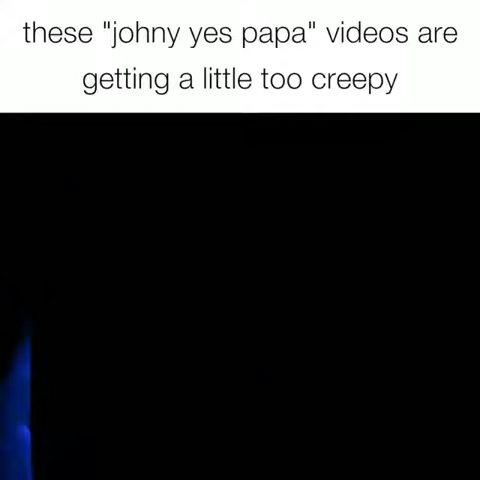 these "johny yes papa" videos are
getting a little too creepy